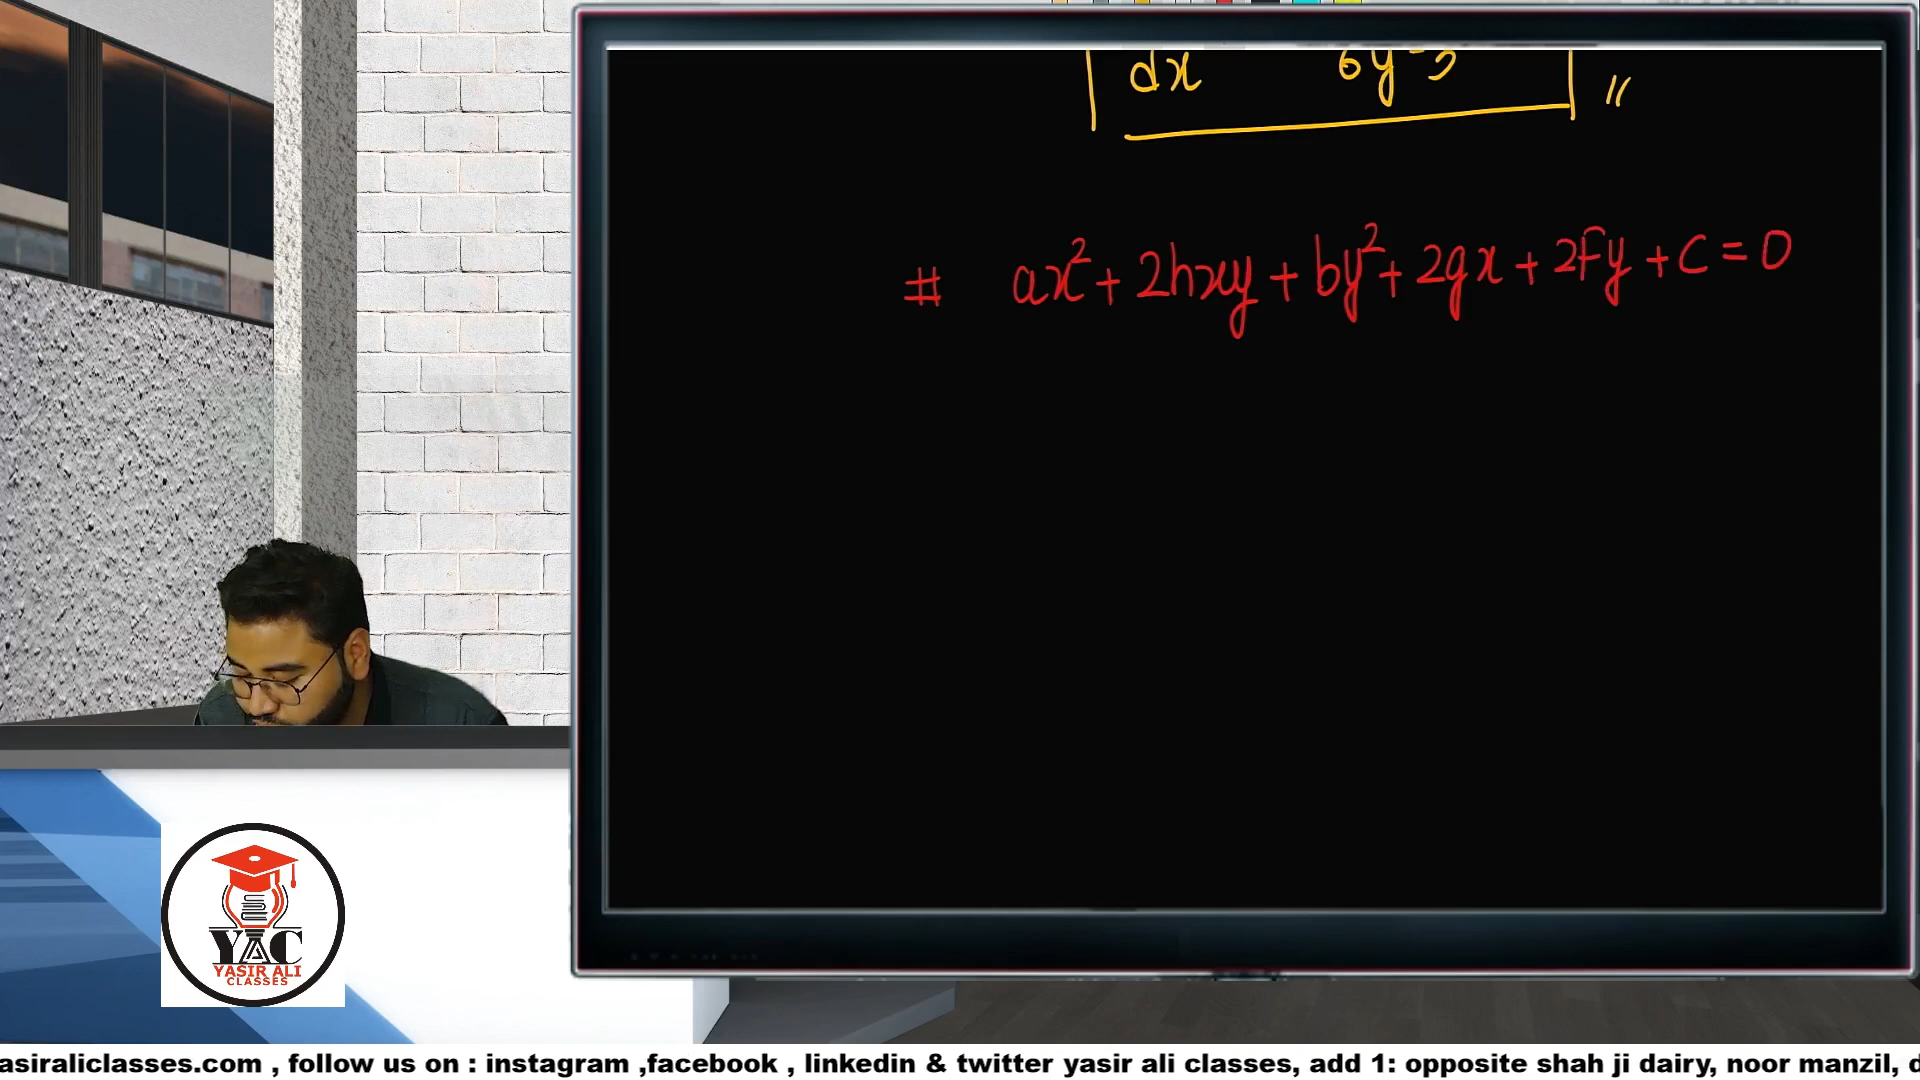 dx 6y-5 "
# ax² + 2hxy + by² + 2gx + 2Fy + C = 0
YAC
YASIR ALI
CLASSES
asiraliclasses.com , follow us on : instagram ,facebook , linkedin & twitter yasir ali classes, add 1: opposite shah ji dairy, noor manzil, d